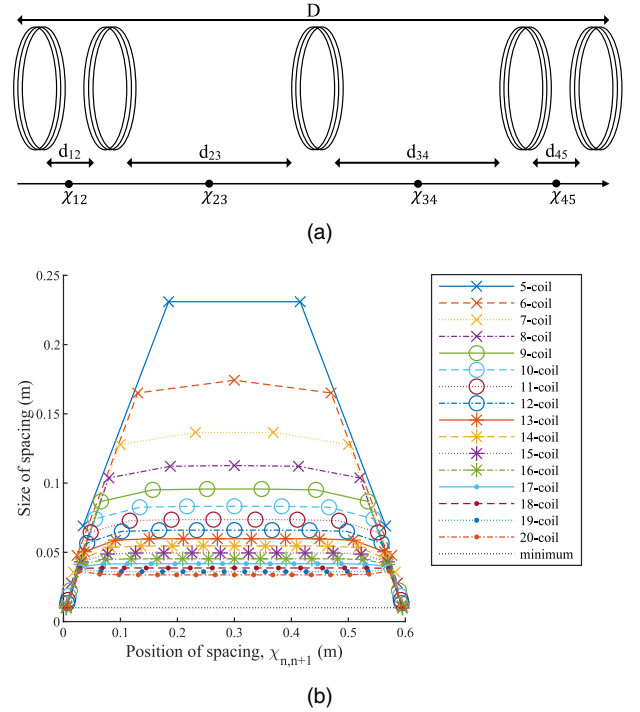 D
d12 d23 d34 d45
χ12 χ23 χ34 χ45
(a)
0.25
0.2
0.15
0.1
0.05
0
Size of spacing (m)
0 0.1 0.2 0.3 0.4 0.5 0.6
Position of spacing, χn,n+1 (m)
5-coil
6-coil
7-coil
8-coil
9-coil
10-coil
11-coil
12-coil
13-coil
14-coil
15-coil
16-coil
17-coil
18-coil
19-coil
20-coil
minimum
(b)